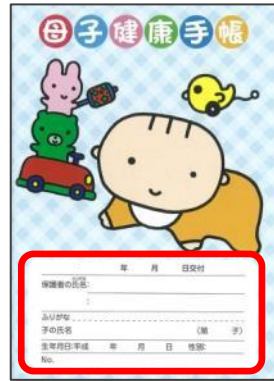 母子健康手帳
年 月 日交付
保護者の氏名:
:
ふりがな
子の氏名 (第 子)
生年月日:平成 年 月 日 性別:
No.